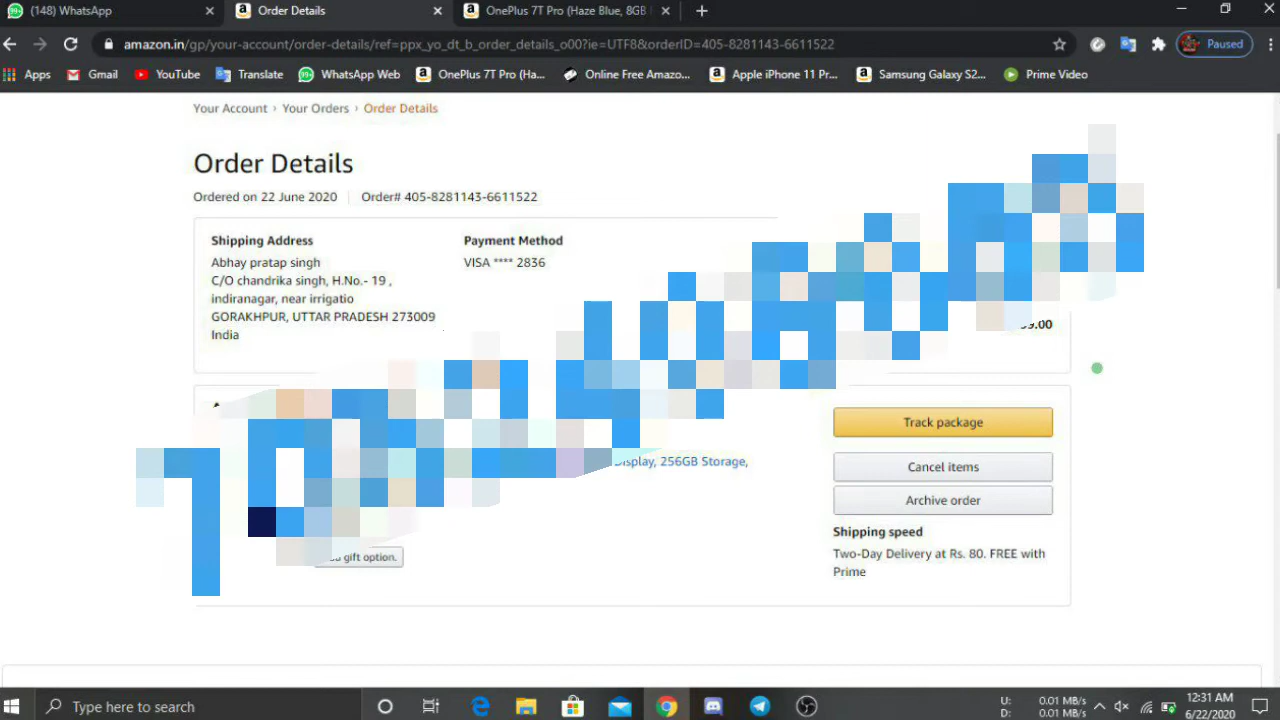 (148) WhatsApp
Order Details
OnePlus 7T Pro (Haze Blue, 8GB
amazon.in/gp/your-account/order-details/ref=ppx_yo_dt_b_order_details_o00?ie=UTF8&orderID=405-8281143-6611522
Paused
Apps
Gmail
YouTube
Translate
WhatsApp Web
OnePlus 7T Pro (Ha...
Online Free Amazo...
Apple iPhone 11 Pr...
Samsung Galaxy S2...
Prime Video
Your Account › Your Orders › Order Details
Order Details
Ordered on 22 June 2020 | Order# 405-8281143-6611522
Shipping Address
Abhay pratap singh
C/O chandrika singh, H.No.- 19 ,
indiranagar, near irrigatio
GORAKHPUR, UTTAR PRADESH 273009
India
Payment Method
VISA **** 2836
9.00
Display, 256GB Storage,
gift option.
Track package
Cancel items
Archive order
Shipping speed
Two-Day Delivery at Rs. 80. FREE with
Prime
Type here to search
U: 0.01 MB/s
D: 0.01 MB/s
12:31 AM
6/22/2020